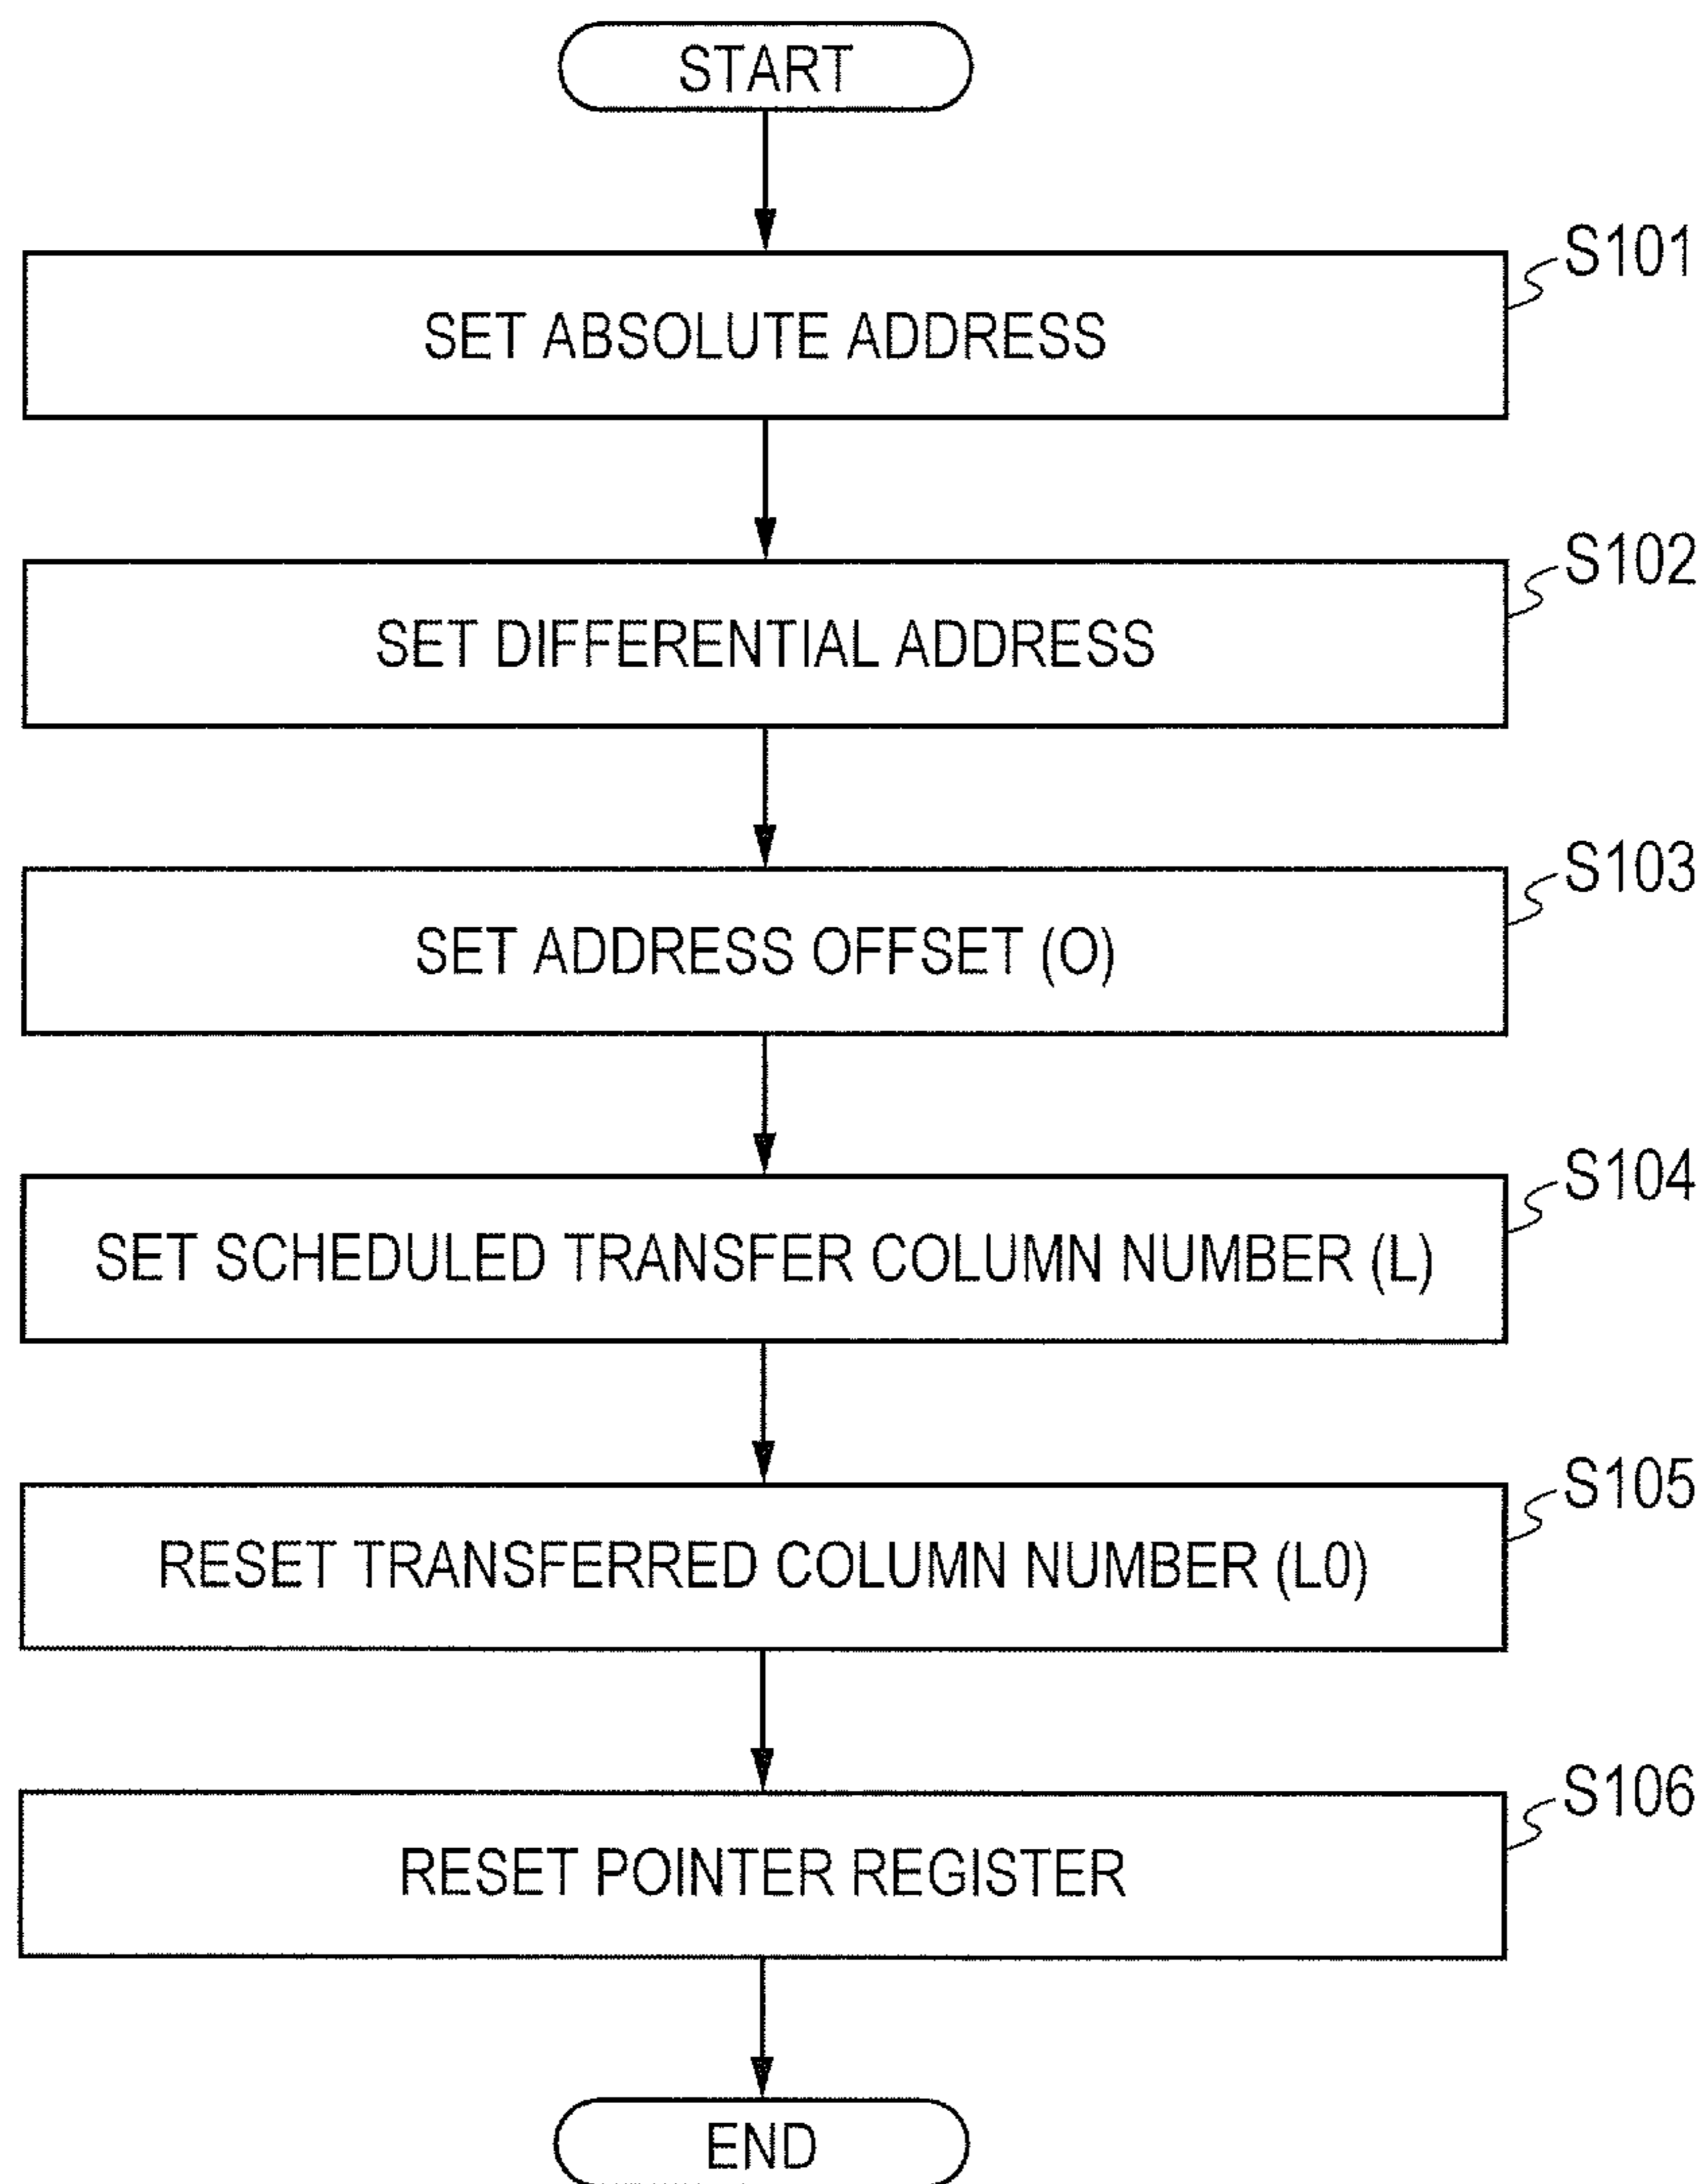 START
S101
SET ABSOLUTE ADDRESS
S102
SET DIFFERENTIAL ADDRESS
S103
SET ADDRESS OFFSET (O)
S104
SET SCHEDULED TRANSFER COLUMN NUMBER (L)
S105
RESET TRANSFERRED COLUMN NUMBER (L0)
S106
RESET POINTER REGISTER
END